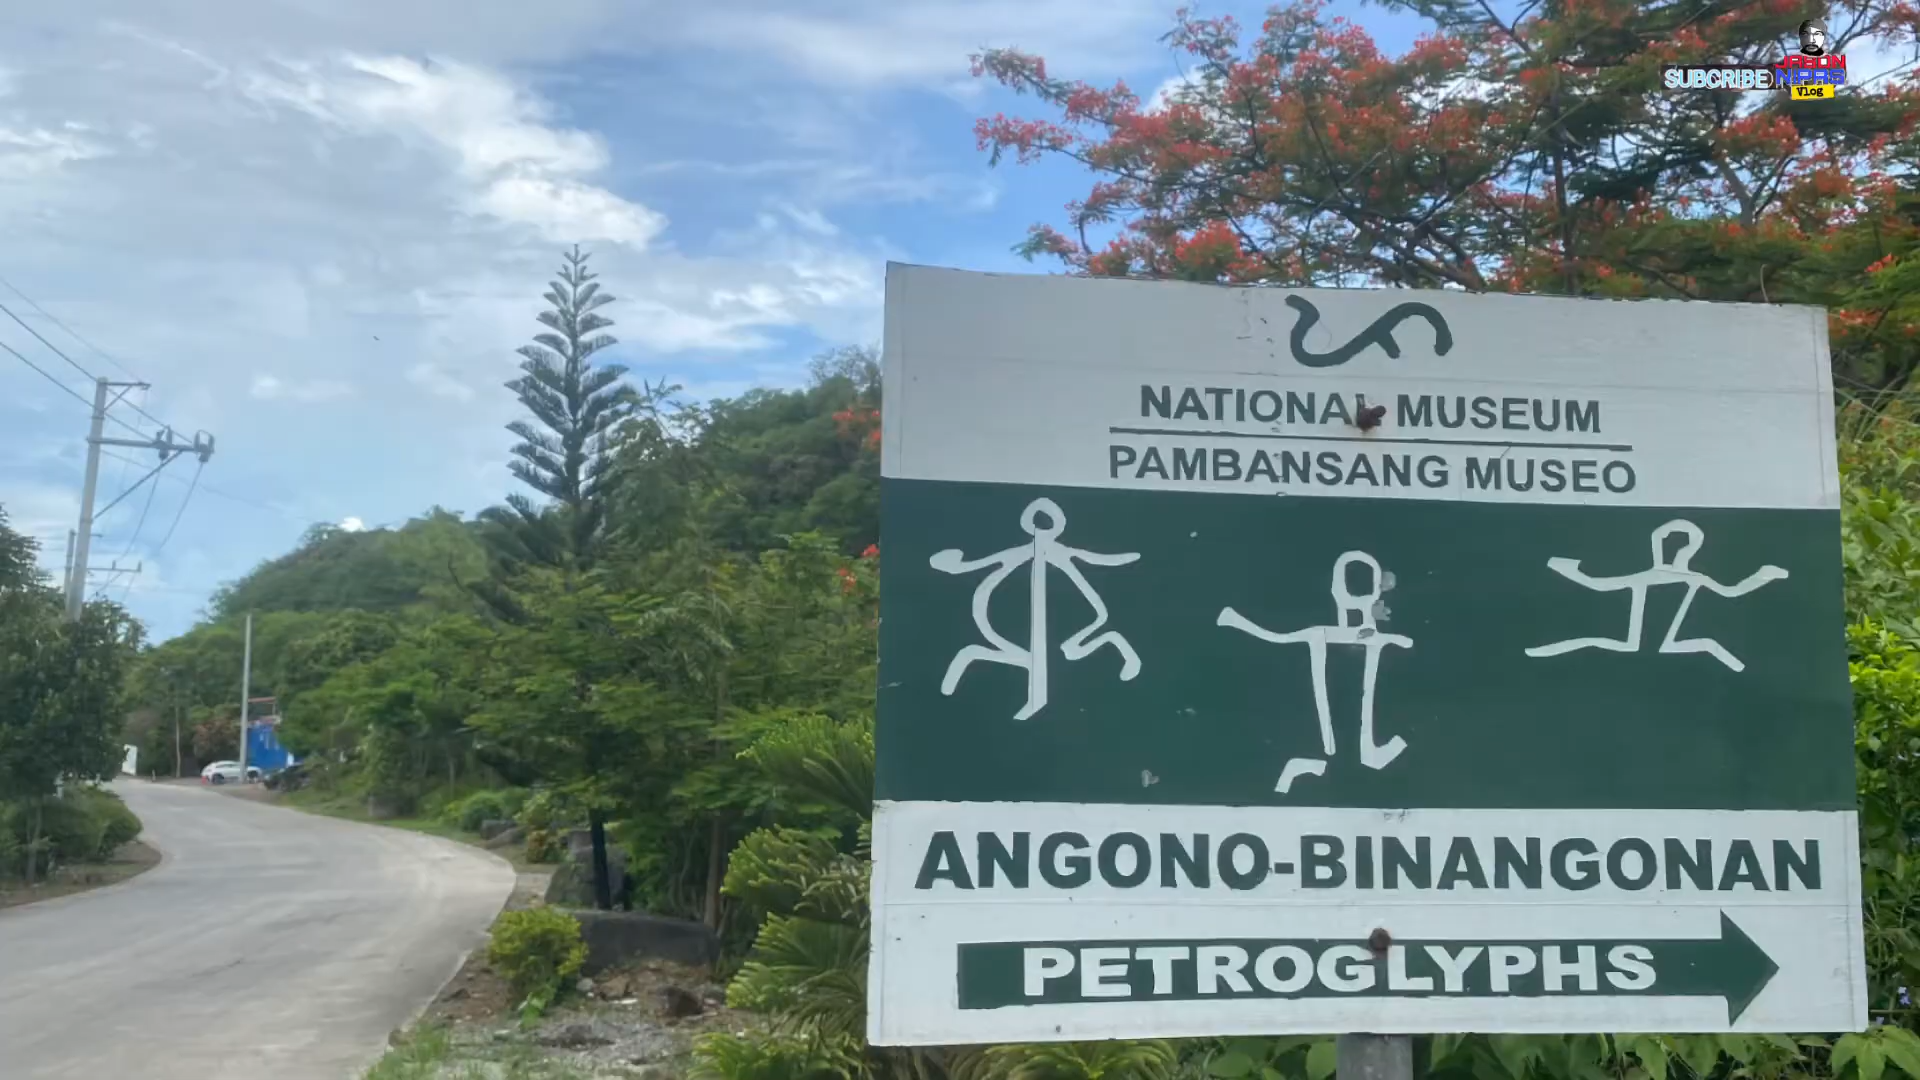 SUBCRIBE
JASON
NIPAS
Vlog
NATIONAL MUSEUM
PAMBANSANG MUSEO
ANGONO-BINANGONAN
PETROGLYPHS